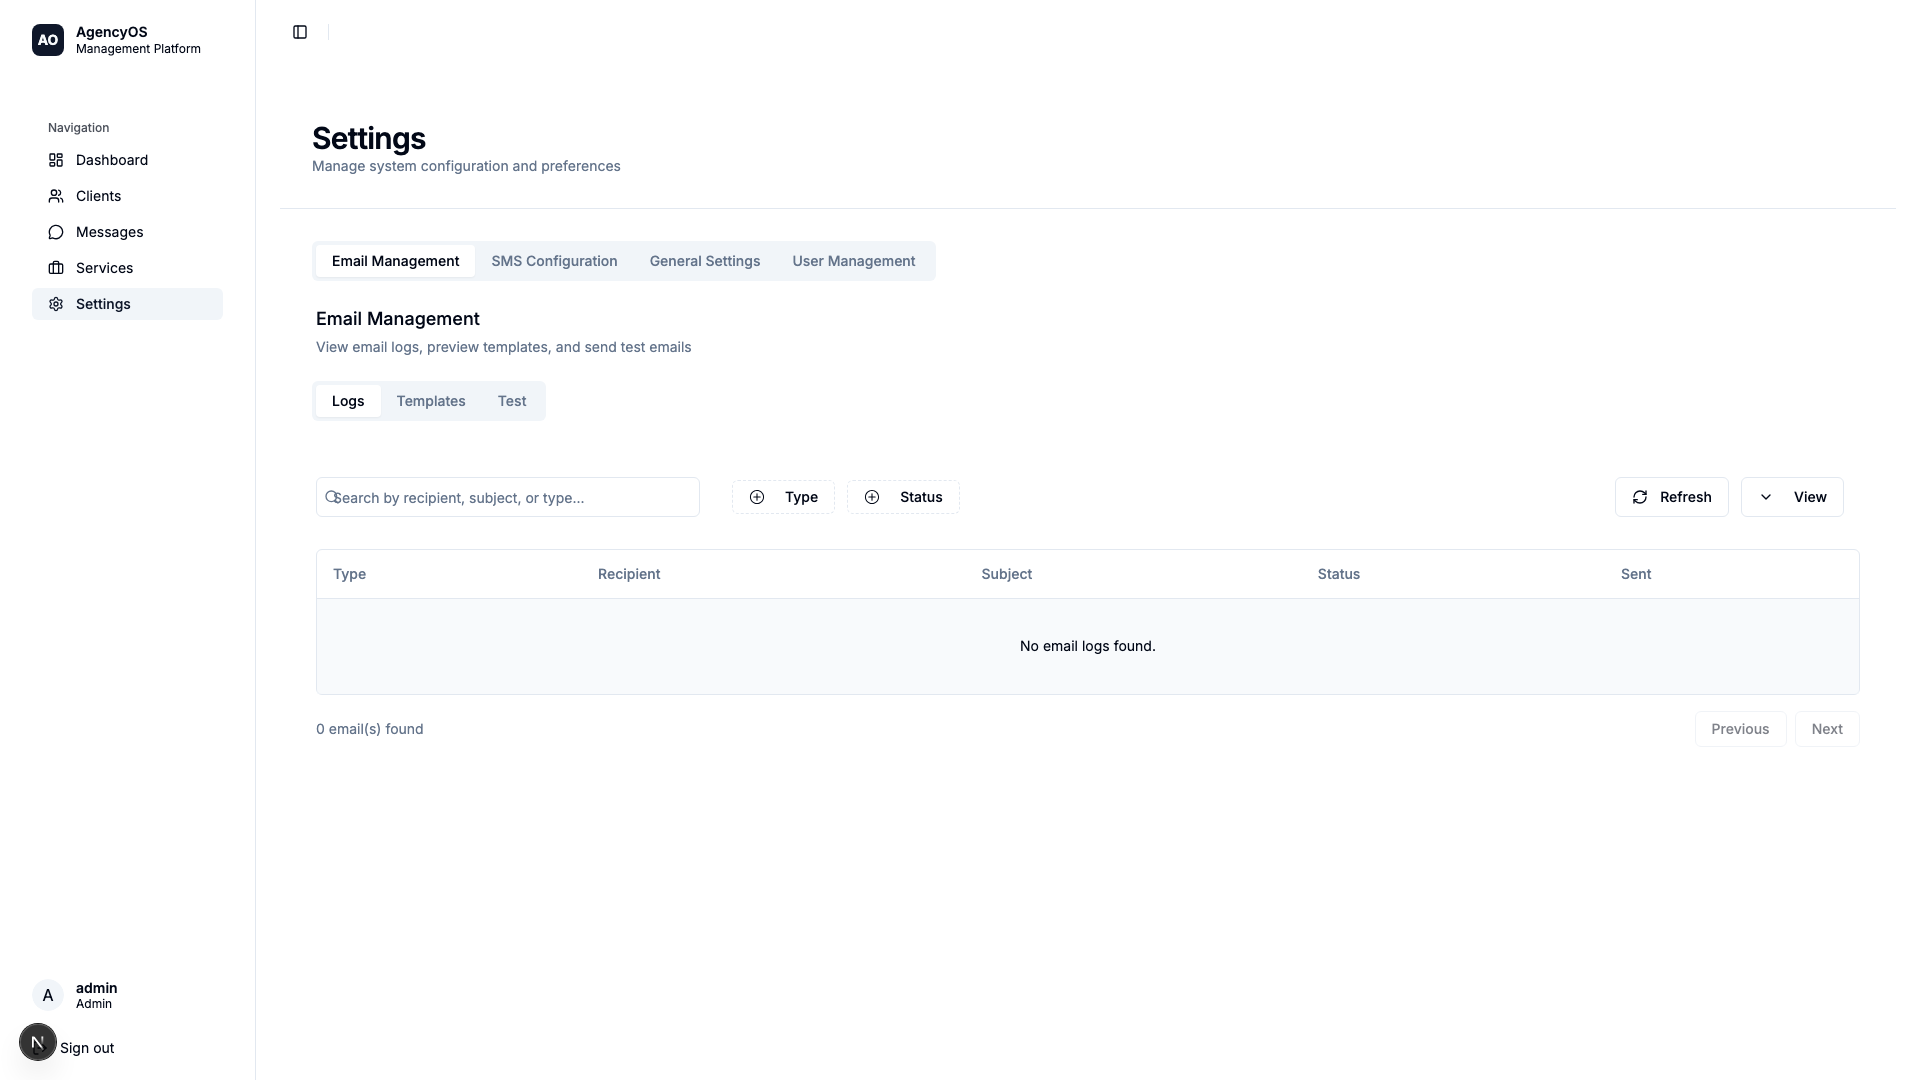 AO
AgencyOS
Management Platform
Navigation
Dashboard
Clients
Messages
Services
Settings
Settings
Manage system configuration and preferences
Email Management SMS Configuration General Settings User Management
Email Management
View email logs, preview templates, and send test emails
Logs Templates Test
Search by recipient, subject, or type... Type Status Refresh View
Type Recipient Subject Status Sent
No email logs found.
0 email(s) found Previous Next
A
admin
Admin
N
Sign out